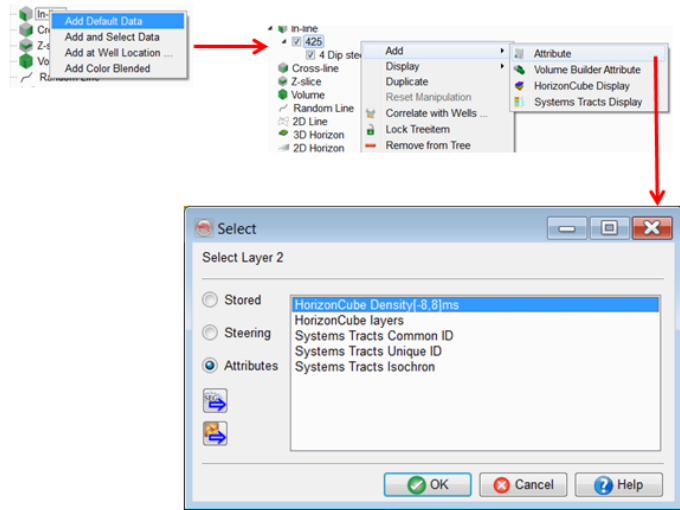 In-
Add Default Data
Add and Select Data
Add at Well Location ...
Add Color Blended
Cr
Z-s
Vo
Random Line
In-line
425
4 Dip stee
Cross-line
Z-slice
Volume
Random Line
2D Line
3D Horizon
2D Horizon
Add
Display
Duplicate
Reset Manipulation
Correlate with Wells ...
Lock Treeitem
Remove from Tree
Attribute
Volume Builder Attribute
HorizonCube Display
Systems Tracts Display
Select
Select Layer 2
Stored
Steering
Attributes
SEG
HorizonCube Density[-8,8]ms
HorizonCube layers
Systems Tracts Common ID
Systems Tracts Unique ID
Systems Tracts Isochron
OK
Cancel
Help